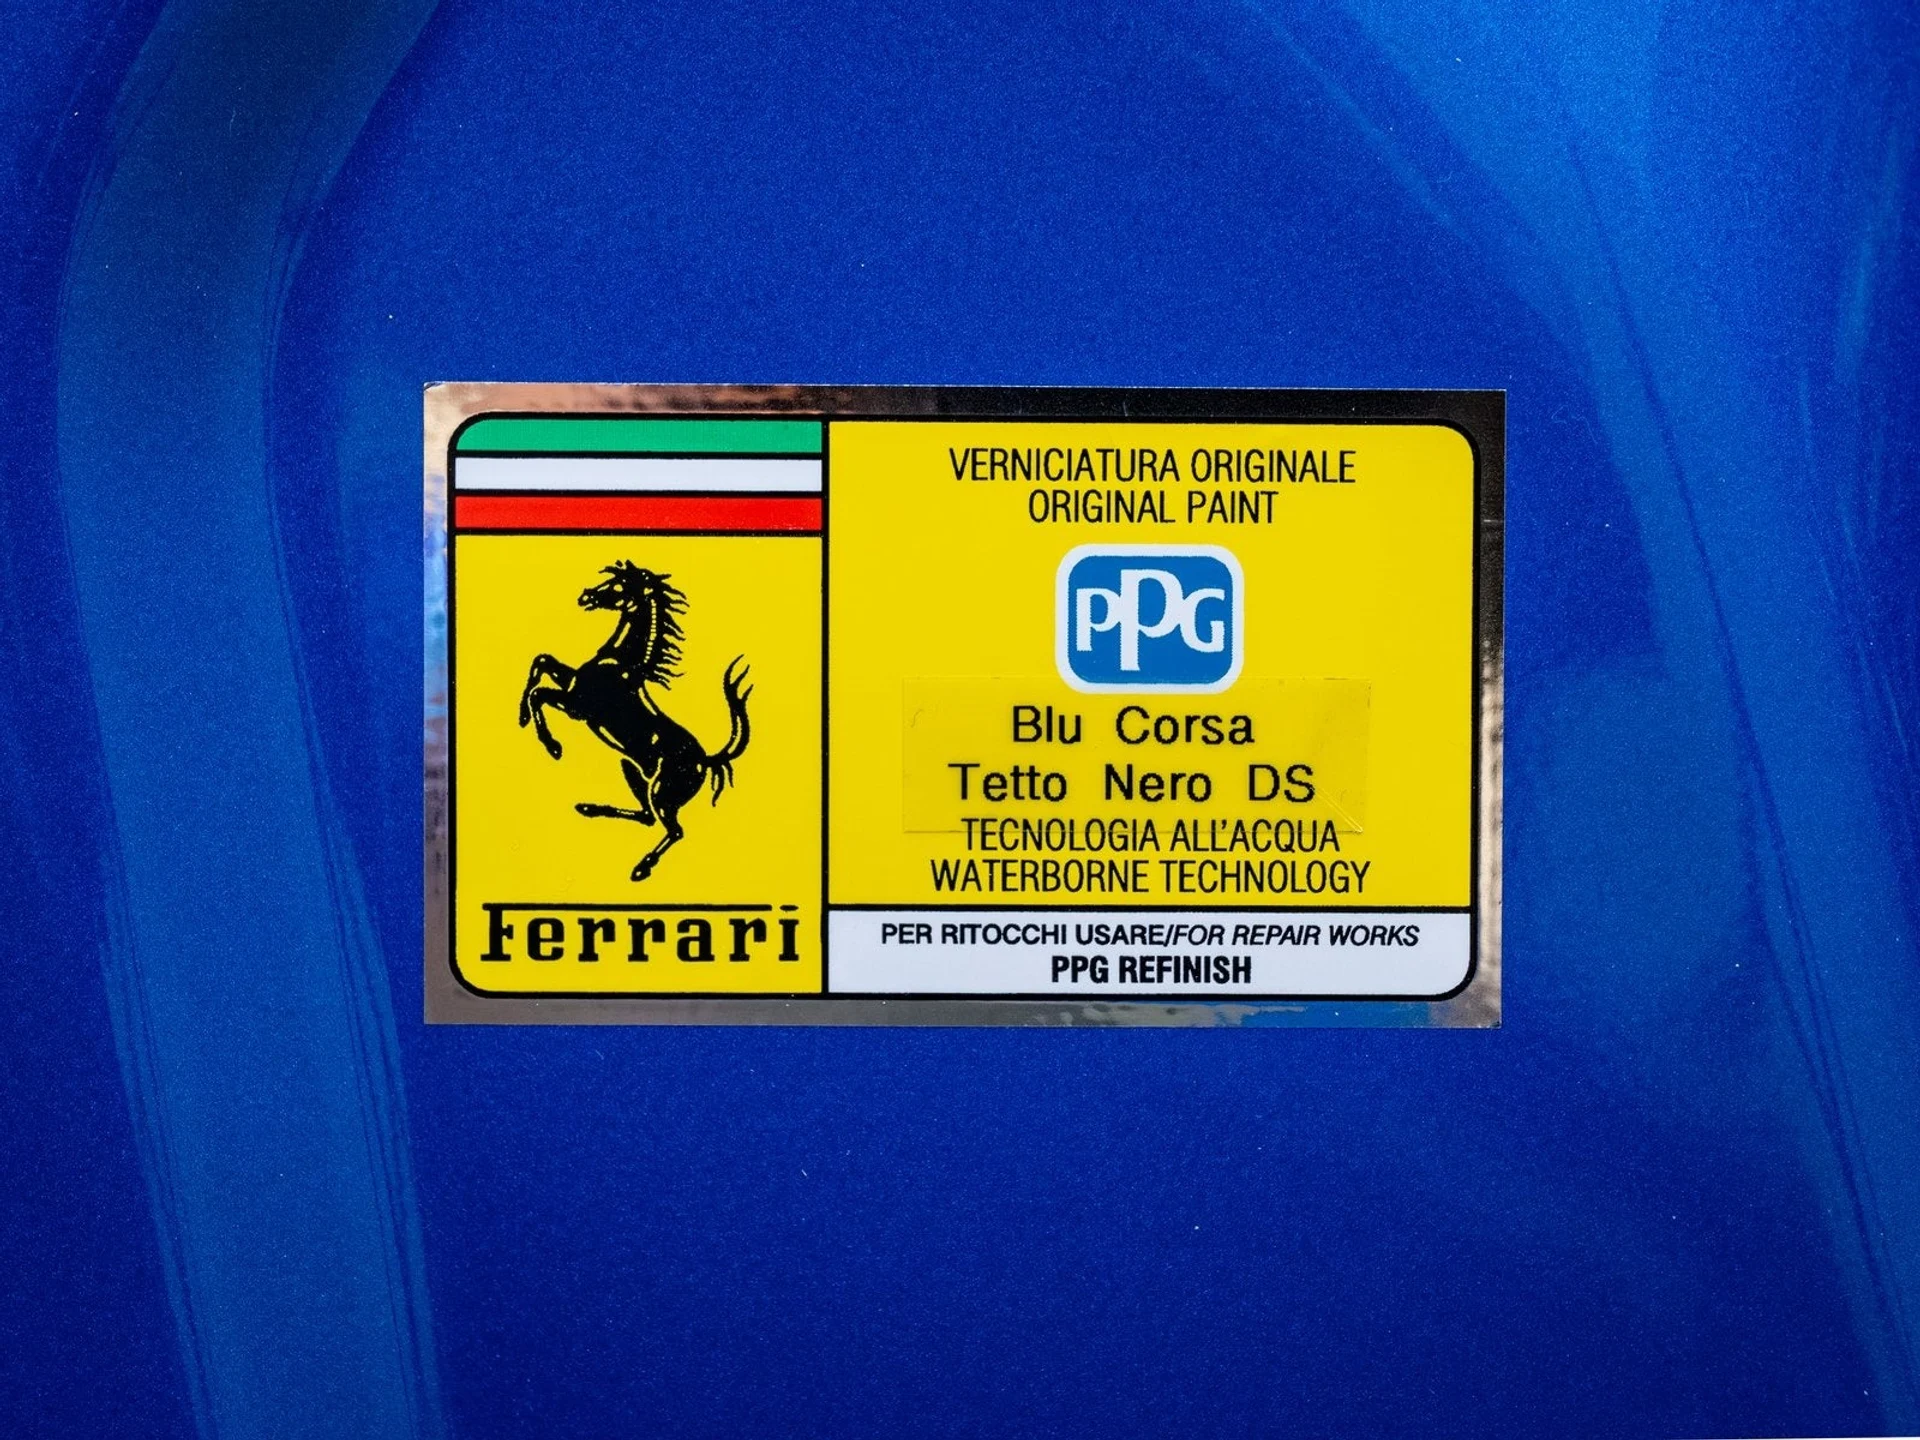 VERNICIATURA ORIGINALE
ORIGINAL PAINT
PPG
Blu Corsa
Tetto Nero DS
TECNOLOGIA ALL'ACQUA
WATERBORNE TECHNOLOGY
Ferrari
PER RITOCCHI USARE/FOR REPAIR WORKS
PPG REFINISH